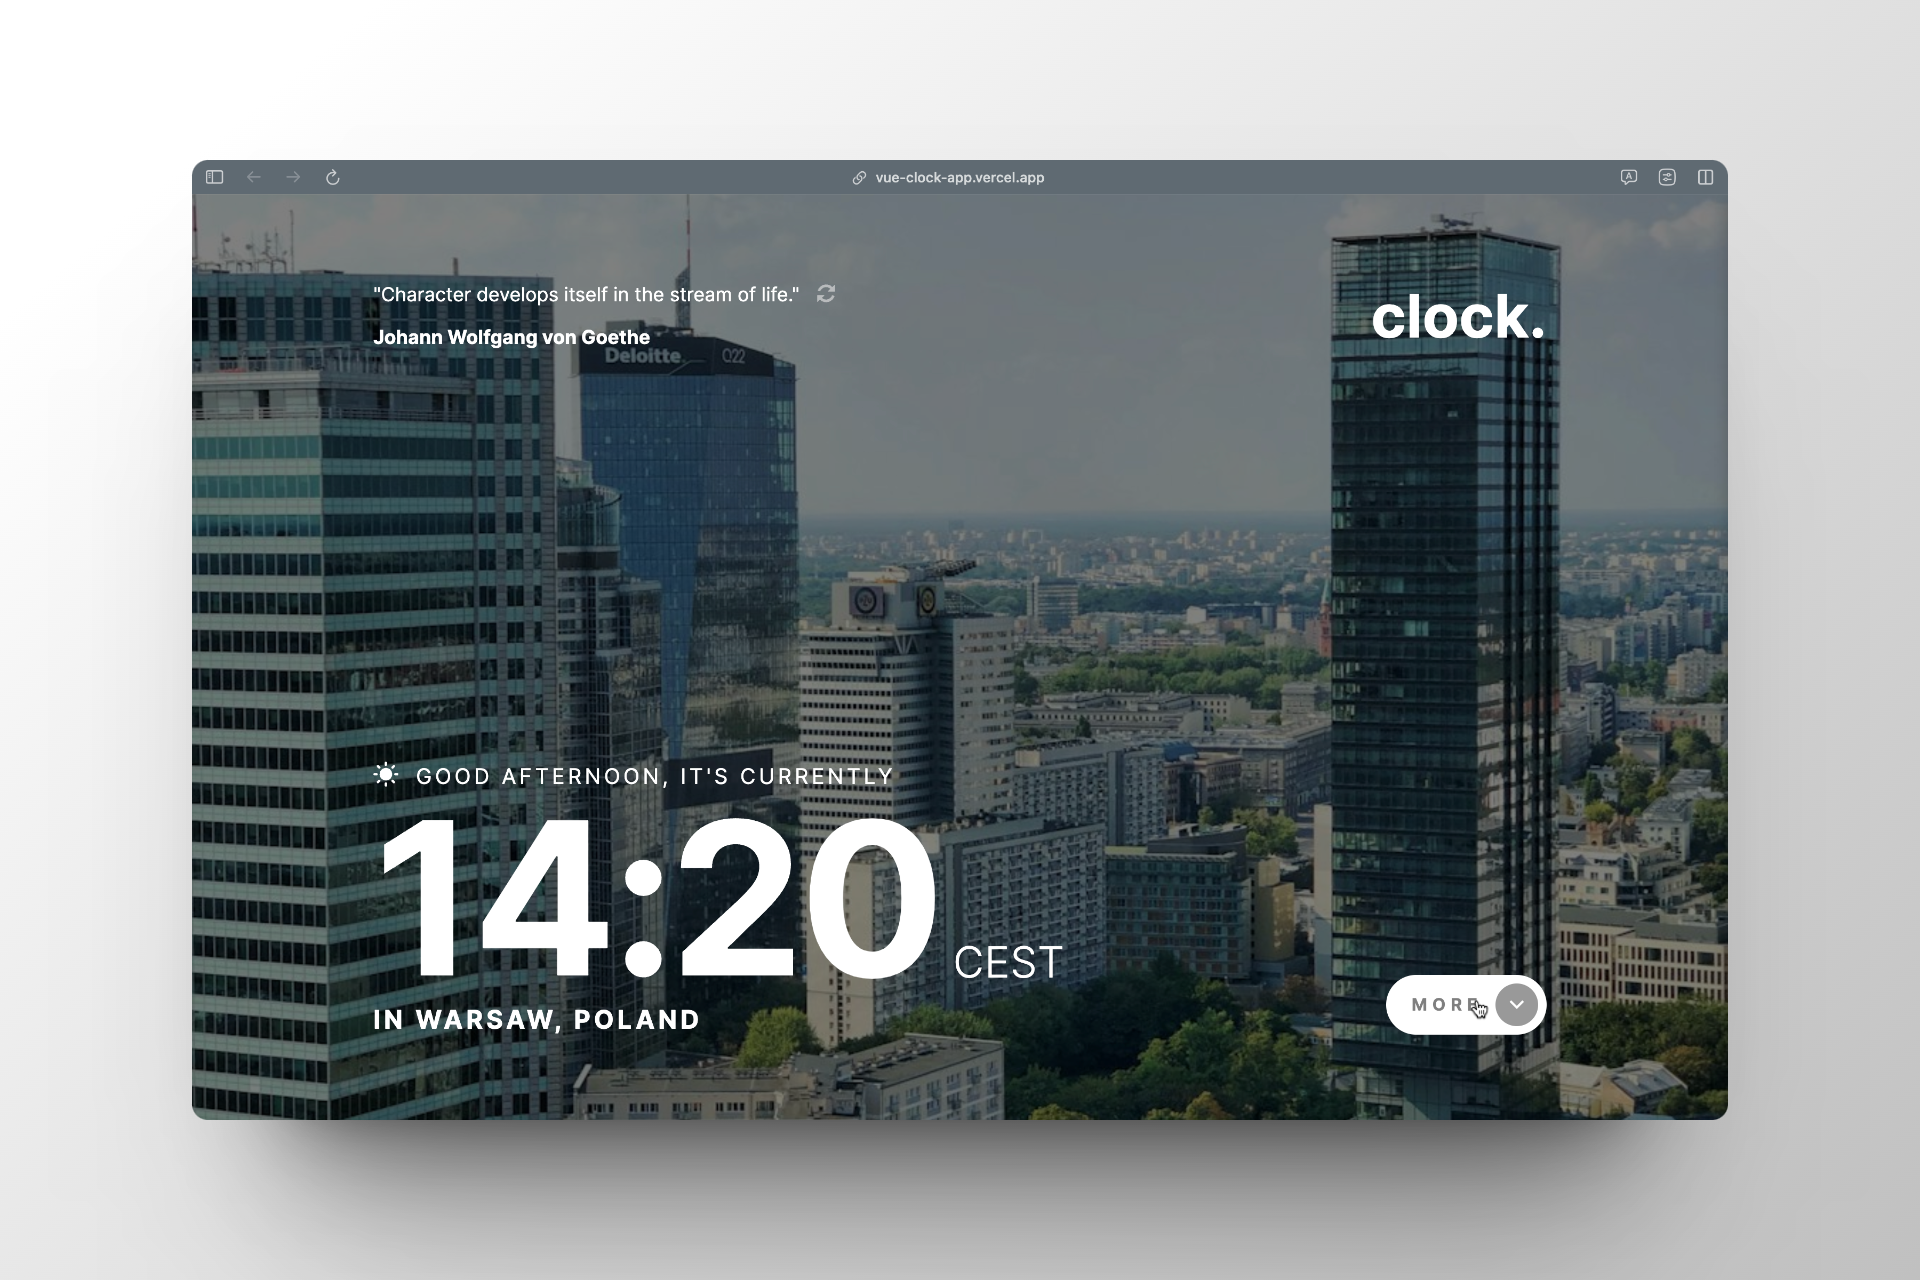 vue-clock-app.vercel.app
"Character develops itself in the stream of life."
Johann Wolfgang von Goethe
clock.
Deloitte.
Q22
GOOD AFTERNOON, IT'S CURRENTLY
14:20 CEST
IN WARSAW, POLAND
MORE